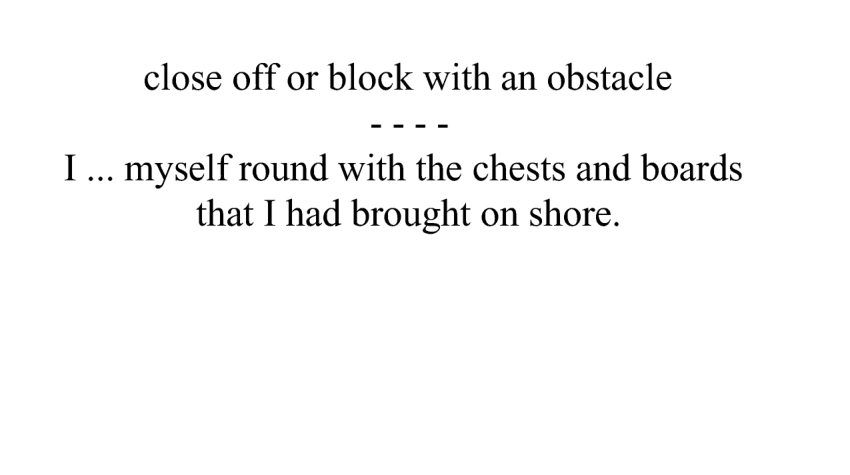 close off or block with an obstacle
- - - -
I ... myself round with the chests and boards
that I had brought on shore.